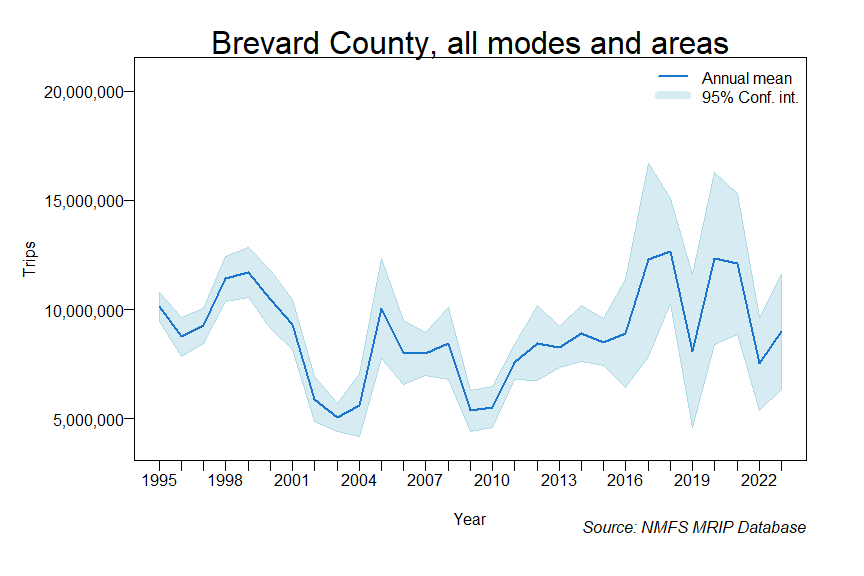 Brevard County, all modes and areas
Annual mean
95% Conf. int.
20,000,000
15,000,000
10,000,000
5,000,000
Trips
1995 1998 2001 2004 2007 2010 2013 2016 2019 2022
Year
Source: NMFS MRIP Database